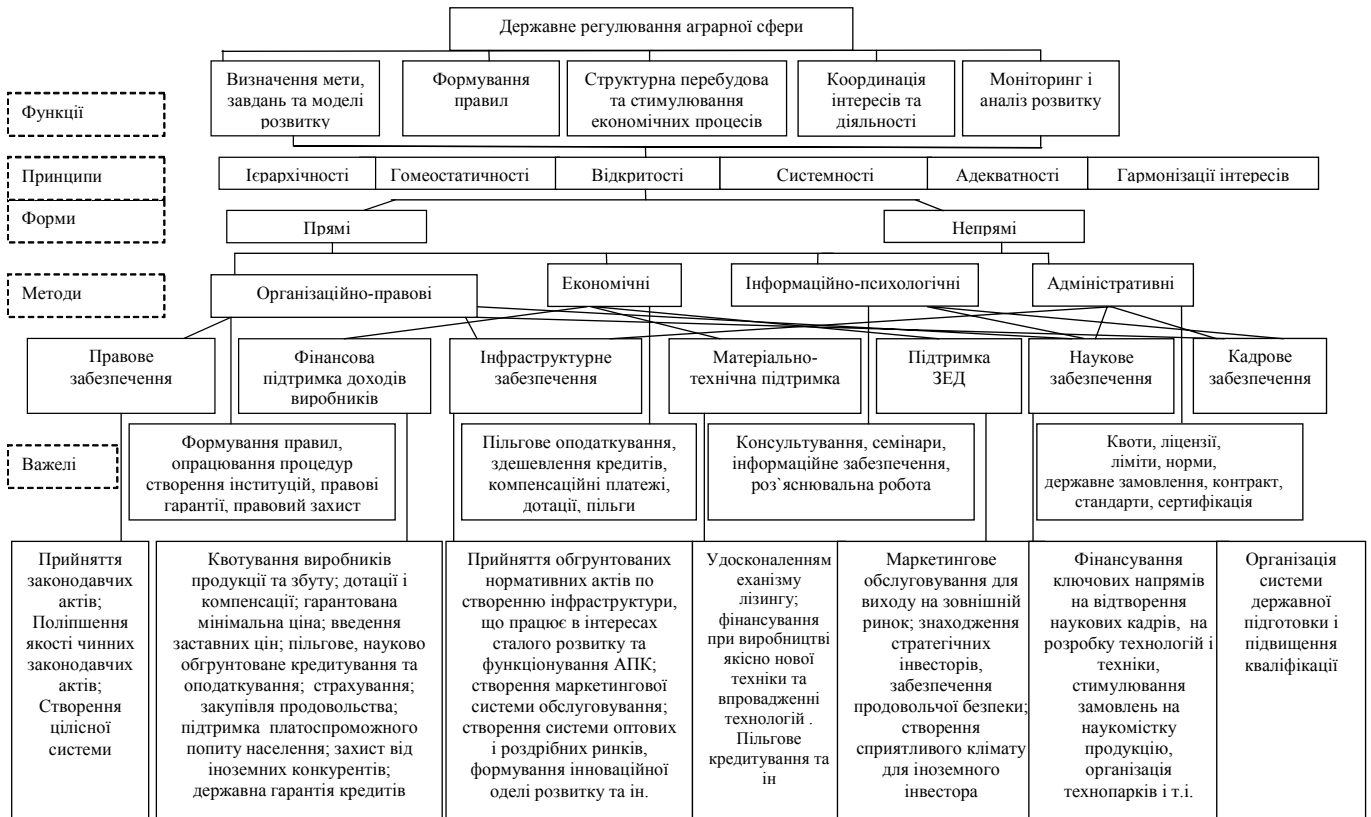 Державне регулювання аграрної сфери
Визначення мети,
завдань та моделі
розвитку
Формування
правил
Структурна перебудова
та стимулювання
економічних процесів
Координація
інтересів та
діяльності
Моніторинг і
аналіз розвитку
Функції
Принципи
Ієрархічності
Гомеостатичності
Відкритості
Системності
Адекватності
Гармонізації інтересів
Форми
Прямі
Непрямі
Методи
Організаційно-правові
Економічні
Інформаційно-психологічні
Адміністративні
Правове
забезпечення
Фінансова
підтримка доходів
виробників
Інфраструктурне
забезпечення
Матеріально-
технічна підтримка
Підтримка
ЗЕД
Наукове
забезпечення
Кадрове
забезпечення
Важелі
Формування правил,
опрацювання процедур
створення інституцій, правові
гарантії, правовий захист
Пільгове оподаткування,
здешевлення кредитів,
компенсаційні платежі,
дотації, пільги
Консультування, семінари,
інформаційне забезпечення,
роз`яснювальна робота
Квоти, ліцензії,
ліміти, норми,
державне замовлення, контракт,
стандарти, сертифікація
Прийняття
законодавчих
актів;
Поліпшення
якості чинних
законодавчих
актів;
Створення
цілісної
системи
Квотування виробників
продукції та збуту; дотації і
компенсації; гарантована
мінімальна ціна; введення
заставних цін; пільгове, науково
обгрунтоване кредитування та
оподаткування; страхування;
закупівля продовольства;
підтримка платоспроможного
попиту населення; захист від
іноземних конкурентів;
державна гарантія кредитів
Прийняття обгрунтованих
нормативних актів по
створенню інфраструктури,
що працює в інтересах
сталого розвитку та
функціонування АПК;
створення маркетингової
системи обслуговування;
створення системи оптових
і роздрібних ринків,
формування інноваційної
оделі розвитку та ін.
Удосконаленням
еханізму
лізингу;
фінансування
при виробництві
якісно нової
техніки та
впровадженні
технологій .
Пільгове
кредитування та
ін
Маркетингове
обслуговування для
виходу на зовнішній
ринок; знаходження
стратегічних
інвесторів,
забезпечення
продовольчої безпеки;
створення
сприятливого клімату
для іноземного
інвестора
Фінансування
ключових напрямів
на відтворення
наукових кадрів, на
розробку технологій і
техніки,
стимулювання
замовлень на
наукомістку
продукцію,
організація
технопарків і т.і.
Організація
системи
державної
підготовки і
підвищення
кваліфікації